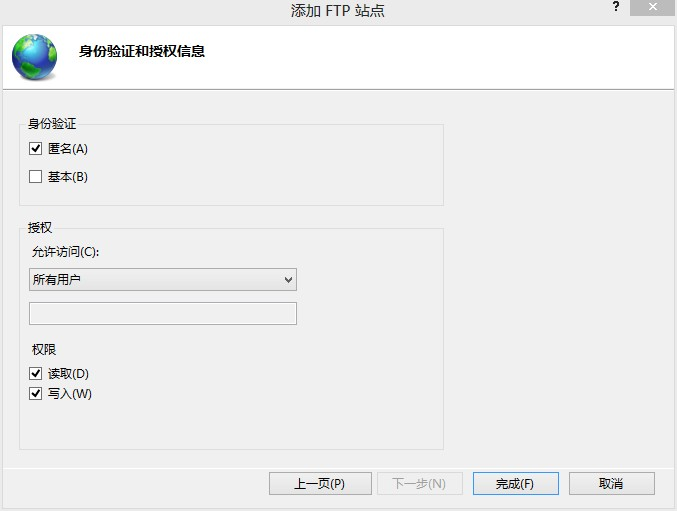 添加 FTP 站点
?
身份验证和授权信息
身份验证
匿名(A)
基本(B)
授权
允许访问(C):
所有用户
权限
读取(D)
写入(W)
上一页(P) 下一步(N) 完成(F) 取消